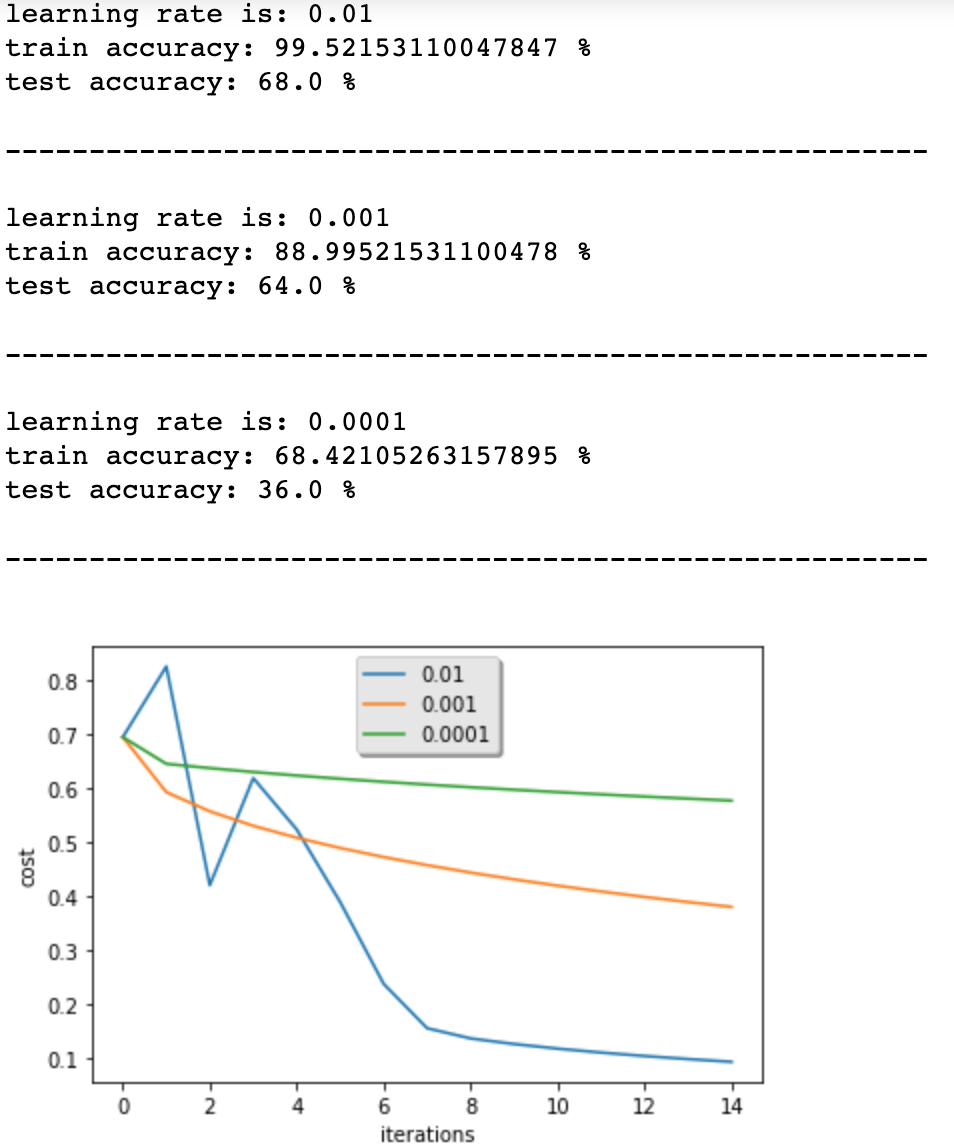 learning rate is: 0.01
train accuracy: 99.52153110047847 %
test accuracy: 68.0 %
-------------------------------------------------------
learning rate is: 0.001
train accuracy: 88.99521531100478 %
test accuracy: 64.0 %
-------------------------------------------------------
learning rate is: 0.0001
train accuracy: 68.42105263157895 %
test accuracy: 36.0 %
-------------------------------------------------------
0.01
0.001
0.0001
0.8
0.7
0.6
0.5
0.4
0.3
0.2
0.1
cost
0 2 4 6 8 10 12 14
iterations